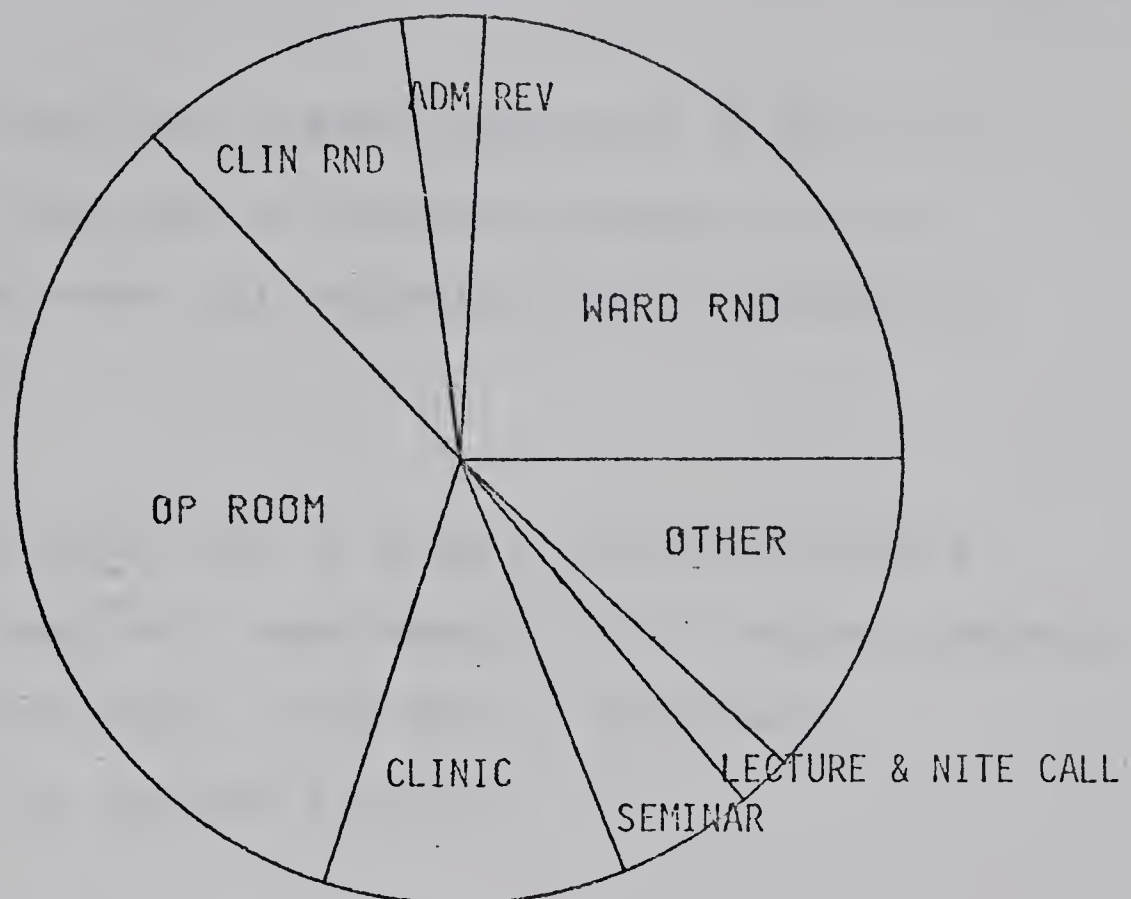 ADM REV
CLIN RND
WARD RND
OP ROOM
OTHER
CLINIC
LECTURE & NITE CALL
SEMINAR